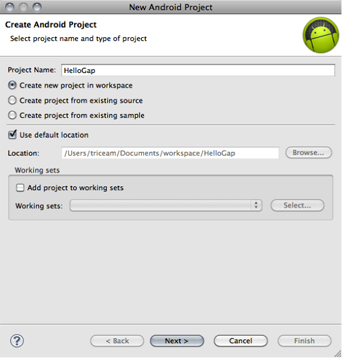 New Android Project
Create Android Project
Select project name and type of project
Project Name: HelloGap
Create new project in workspace
Create project from existing source
Create project from existing sample
Use default location
Location: /Users/triceam/Documents/workspace/HelloGap Browse...
Working sets
Add project to working sets
Working sets: Select...
? < Back Next > Cancel Finish